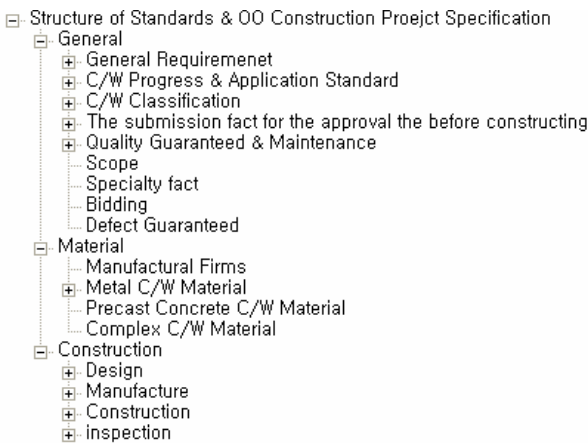 Structure of Standards & OO Construction Proejct Specification
General
General Requiremenet
C/W Progress & Application Standard
C/W Classification
The submission fact for the approval the before constructing
Quality Guaranteed & Maintenance
Scope
Specialty fact
Bidding
Defect Guaranteed
Material
Manufactural Firms
Metal C/W Material
Precast Concrete C/W Material
Complex C/W Material
Construction
Design
Manufacture
Construction
inspection